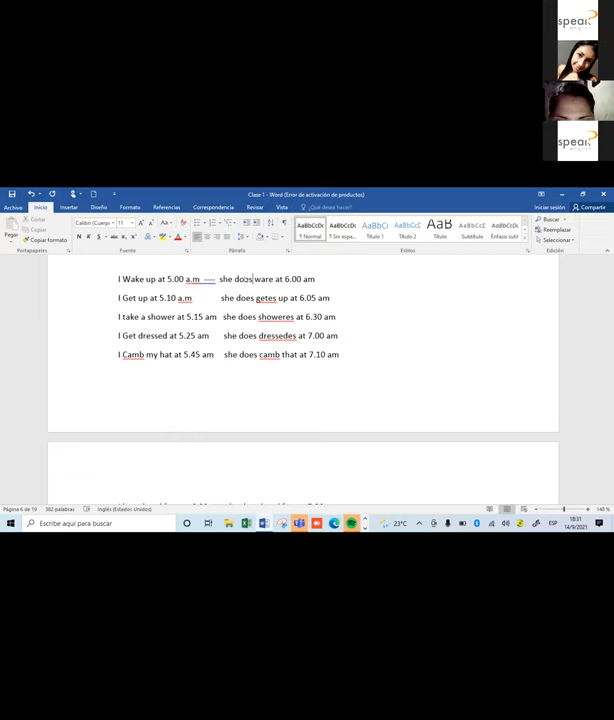 speak
english
speak
english
Clase 1 - Word (Error de activación de productos)
Archivo Inicio Insertar Diseño Formato Referencias Correspondencia Revisar Vista ¿Qué desea hacer? Iniciar sesión Compartir
Pegar Cortar Copiar Copiar formato
Calibri (Cuerpo) 11
AaBbCcDc AaBbCcDc AaBbCc AaBbCcC AaB AaBbCcC AaBbCcDc
¶ Normal ¶ Sin espa... Título 1 Título 2 Título Subtítulo Énfasis sutil
Buscar
Reemplazar
Seleccionar
Portapapeles Fuente Párrafo Estilos Edición
I Wake up at 5.00 a.m ---- she does ware at 6.00 am
I Get up at 5.10 a.m she does getes up at 6.05 am
I take a shower at 5.15 am she does showeres at 6.30 am
I Get dressed at 5.25 am she does dressedes at 7.00 am
I Camb my hat at 5.45 am she does camb that at 7.10 am
Página 6 de 19 382 palabras Inglés (Estados Unidos) 140 %
Escribe aquí para buscar 23°C ESP 18:31
14/9/2021